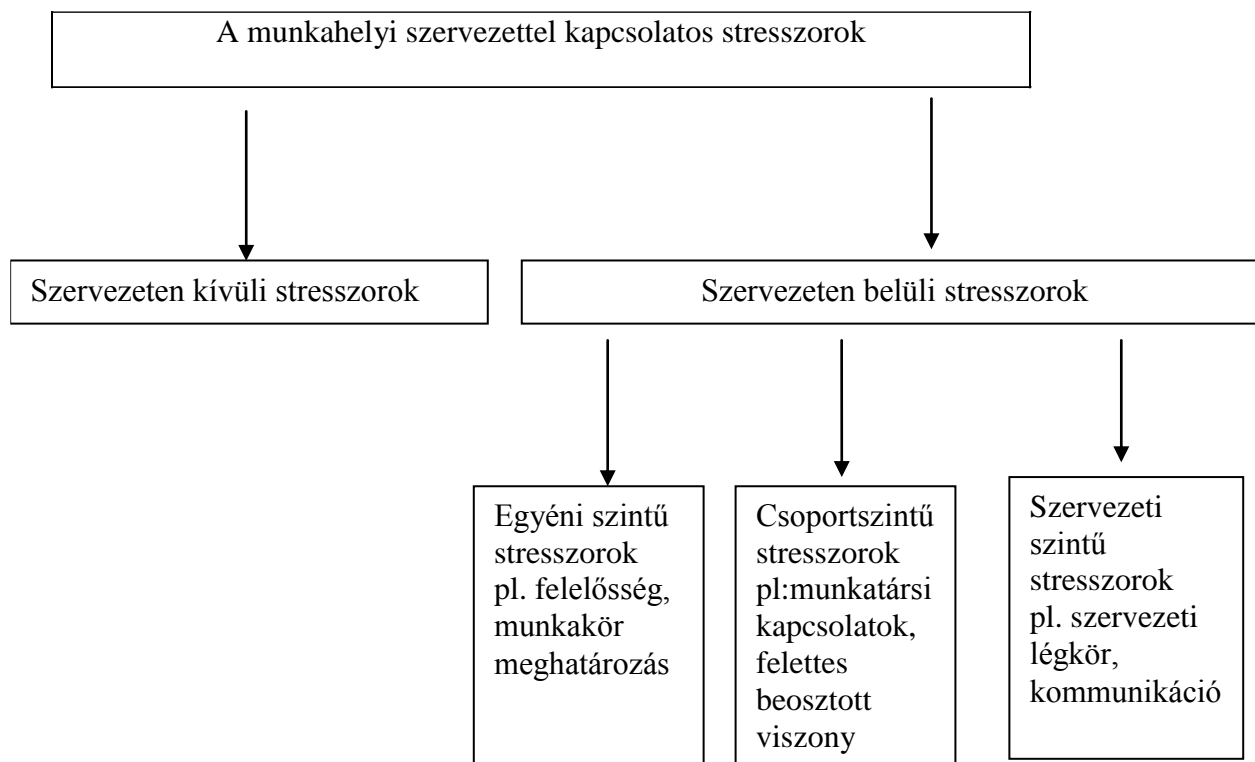 A munkahelyi szervezettel kapcsolatos stresszorok
Szervezeten kívüli stresszorok
Szervezeten belüli stresszorok
Egyéni szintű
stresszorok
pl. felelősség,
munkakör
meghatározás
Csoportszintű
stresszorok
pl:munkatársi
kapcsolatok,
felettes
beosztott
viszony
Szervezeti
szintű
stresszorok
pl. szervezeti
légkör,
kommunikáció